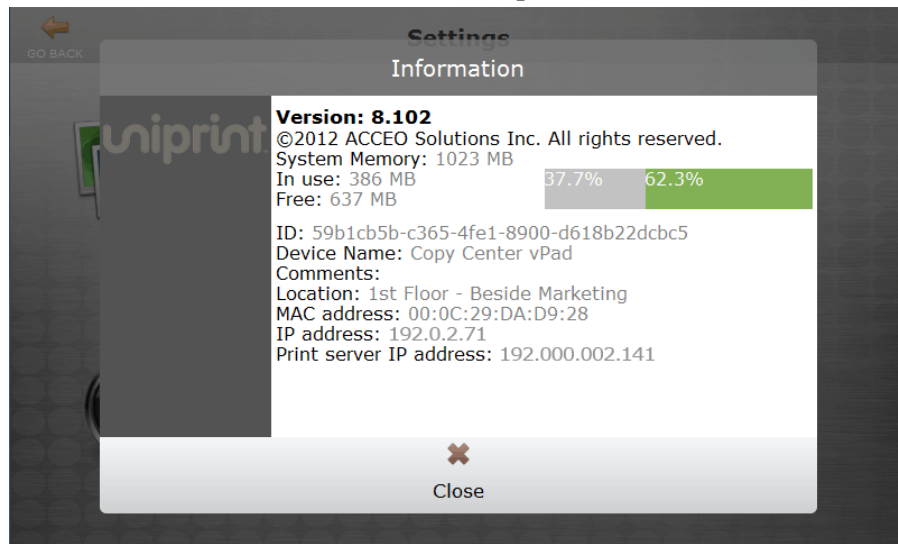 Settings
GO BACK
Information
uniprint
Version: 8.102
©2012 ACCEO Solutions Inc. All rights reserved.
System Memory: 1023 MB
In use: 386 MB
37.7% 62.3%
Free: 637 MB
ID: 59b1cb5b-c365-4fe1-8900-d618b22dcbc5
Device Name: Copy Center vPad
Comments:
Location: 1st Floor - Beside Marketing
MAC address: 00:0C:29:DA:D9:28
IP address: 192.0.2.71
Print server IP address: 192.000.002.141
Close